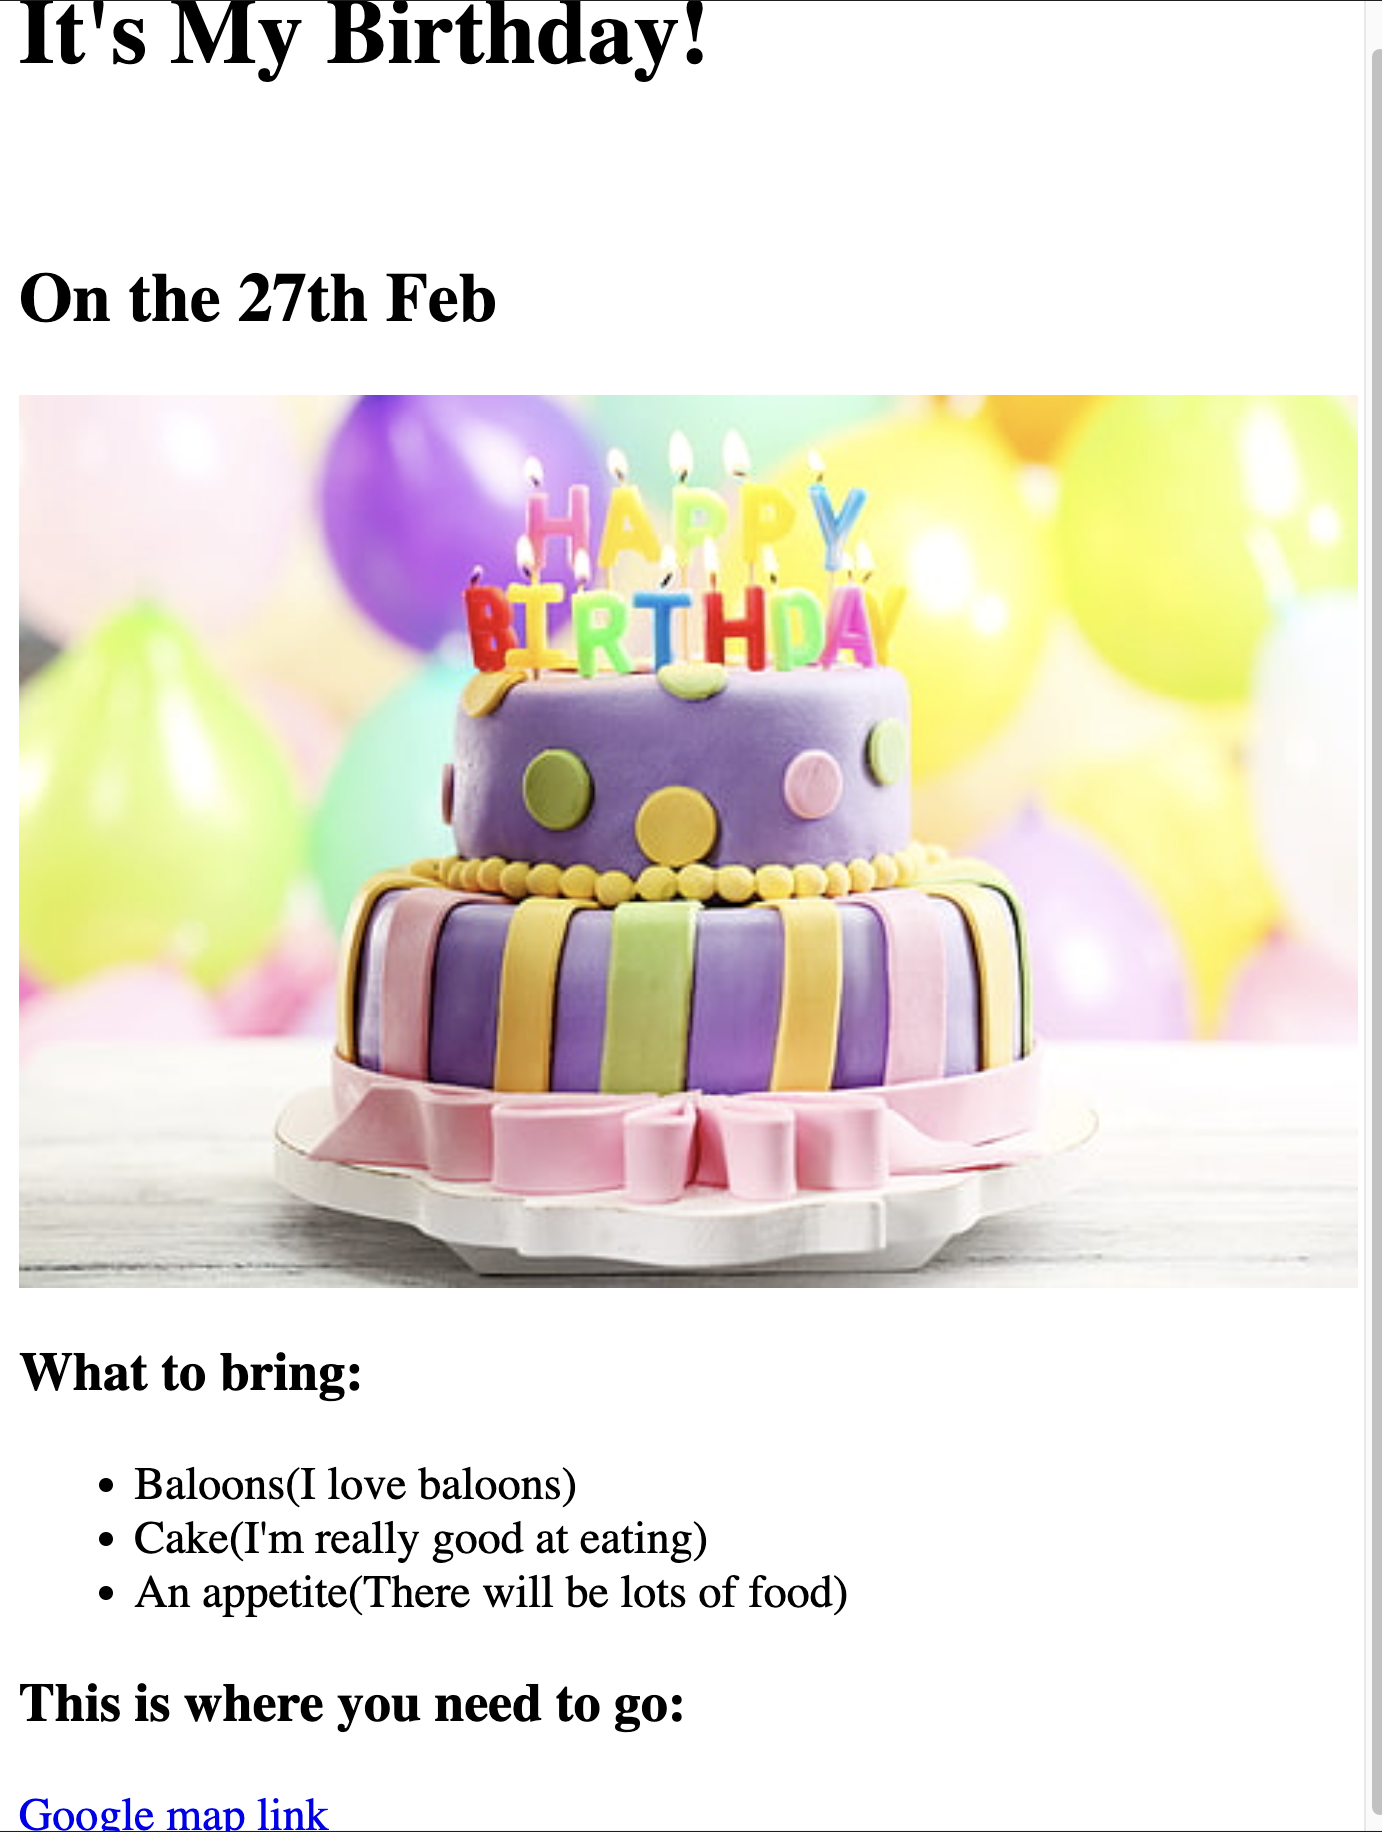 It's My Birthday!
On the 27th Feb
HAPPY
BIRTHDAY
What to bring:
Baloons(I love baloons)
Cake(I'm really good at eating)
An appetite(There will be lots of food)
This is where you need to go:
Google map link